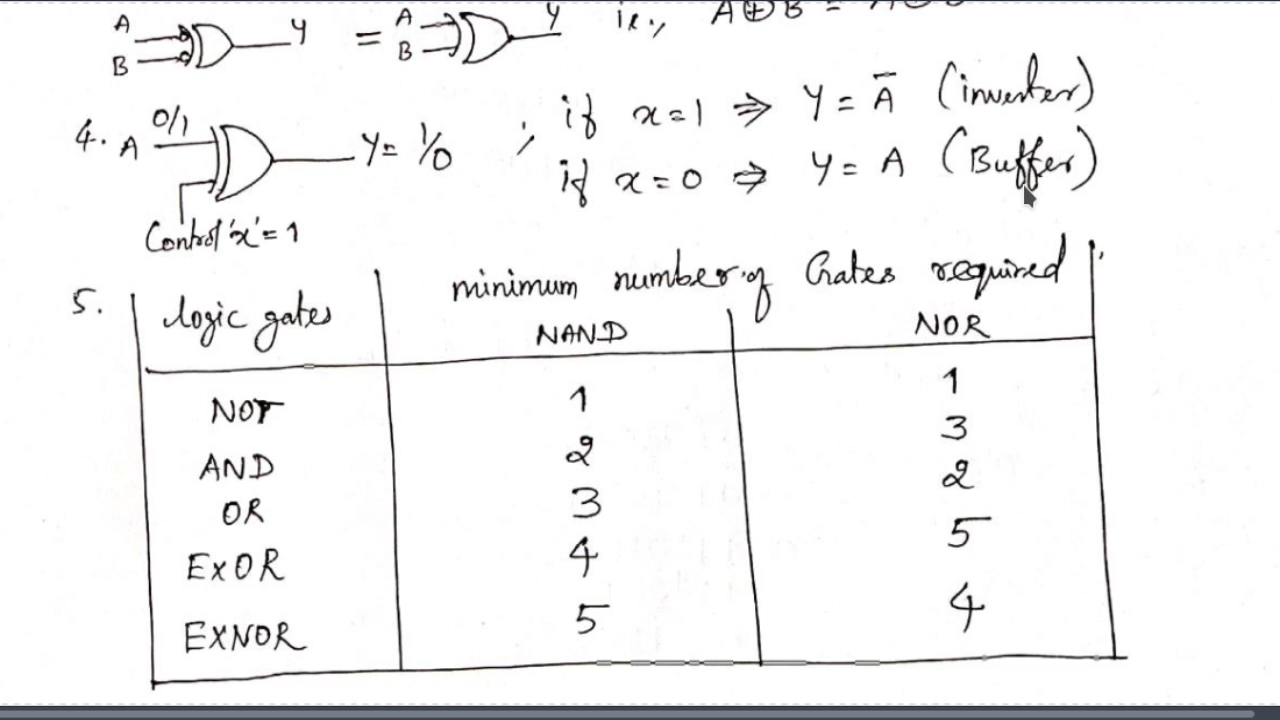 A
B
Y
=
A
B
Y
ie., A⊕B =
4. A 0/1 Y= 1/0 ; if x=1 ⇒ Y = Ā (inverter)
if x=0 ⇒ Y = A (Buffer)
Control 'x'=1
5. logic gates minimum number of Gates required
NAND NOR
NOT 1 1
AND 2 3
OR 3 2
EXOR 4 5
EXNOR 5 4